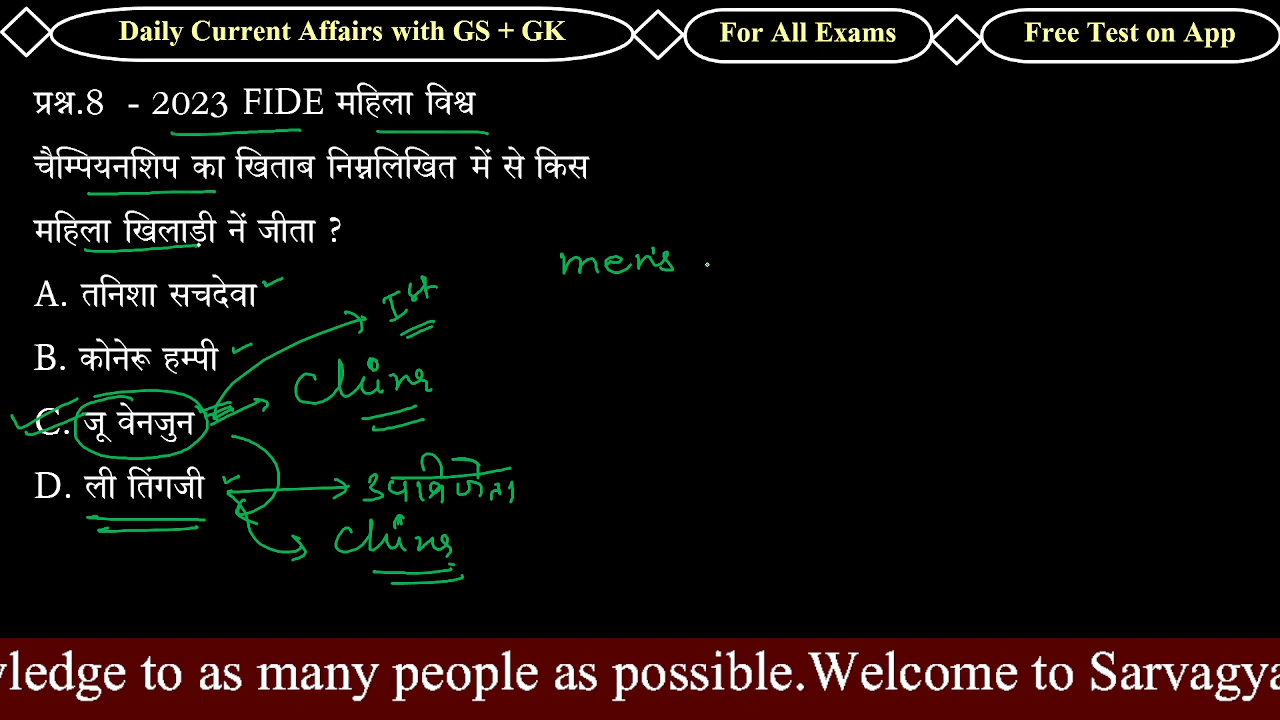 Daily Current Affairs with GS + GK
For All Exams
Free Test on App
प्रश्न.8 - 2023 FIDE महिला विश्व
चैम्पियनशिप का खिताब निम्नलिखित में से किस
महिला खिलाड़ी नें जीता ?
men's
A. तनिशा सचदेवा
Ist
B. कोनेरू हम्पी
China
C. जू वेनजुन
D. ली तिंगजी
उपविजेता
China
wledge to as many people as possible.Welcome to Sarvagya